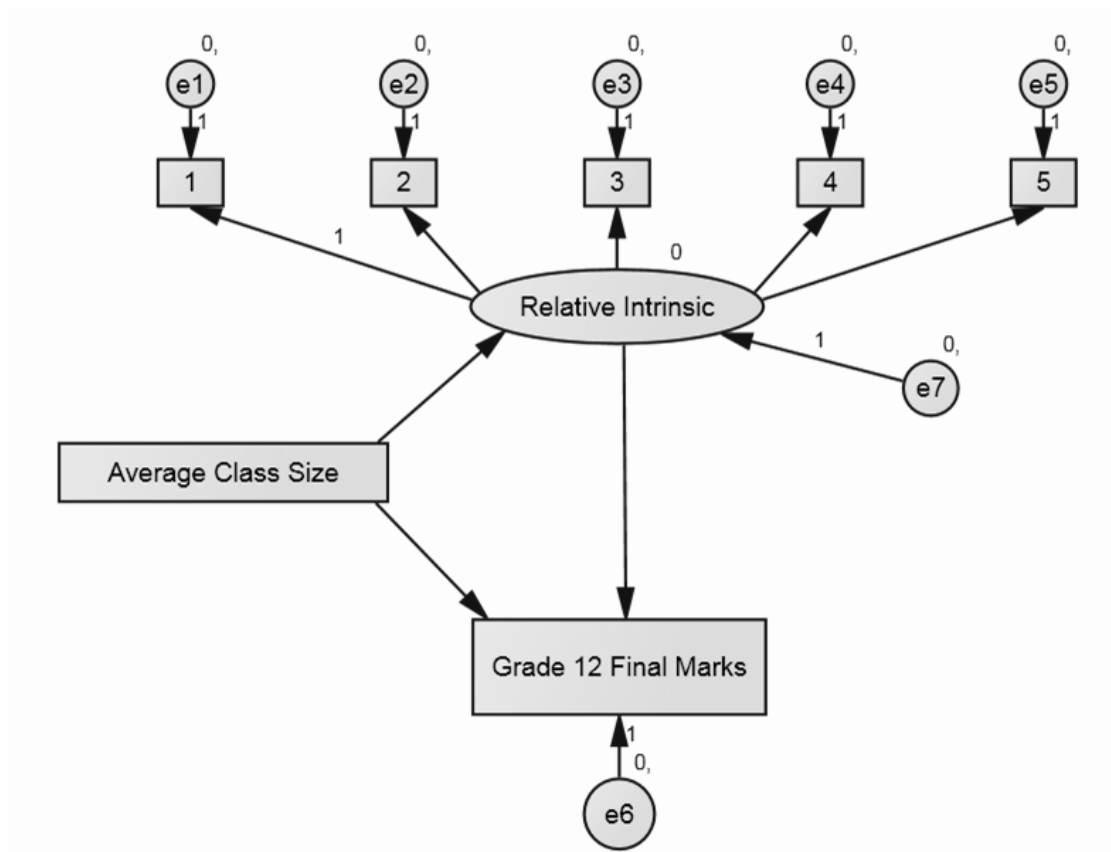 0, 0, 0, 0, 0,
e1 e2 e3 e4 e5
1 1 1 1 1
1 2 3 4 5
1 0
Relative Intrinsic
1 0,
e7
Average Class Size
Grade 12 Final Marks
1
0,
e6